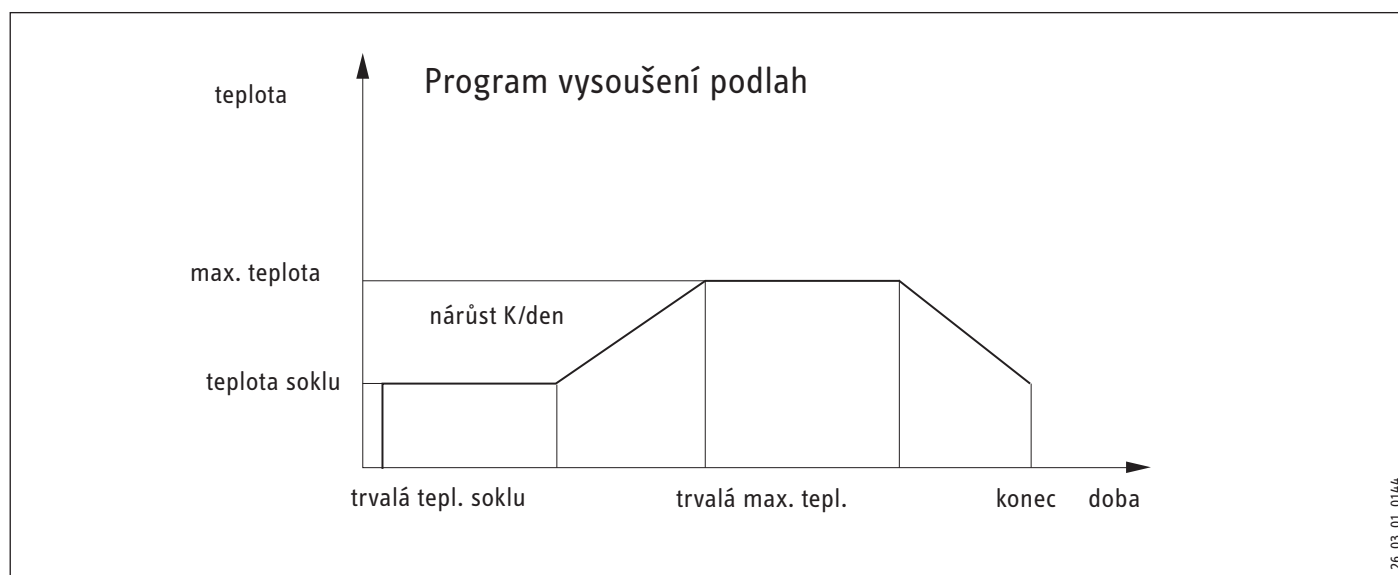 Program vysoušení podlah
teplota
max. teplota
nárůst K/den
teplota soklu
trvalá tepl. soklu
trvalá max. tepl.
konec
doba
26_03_01_0144